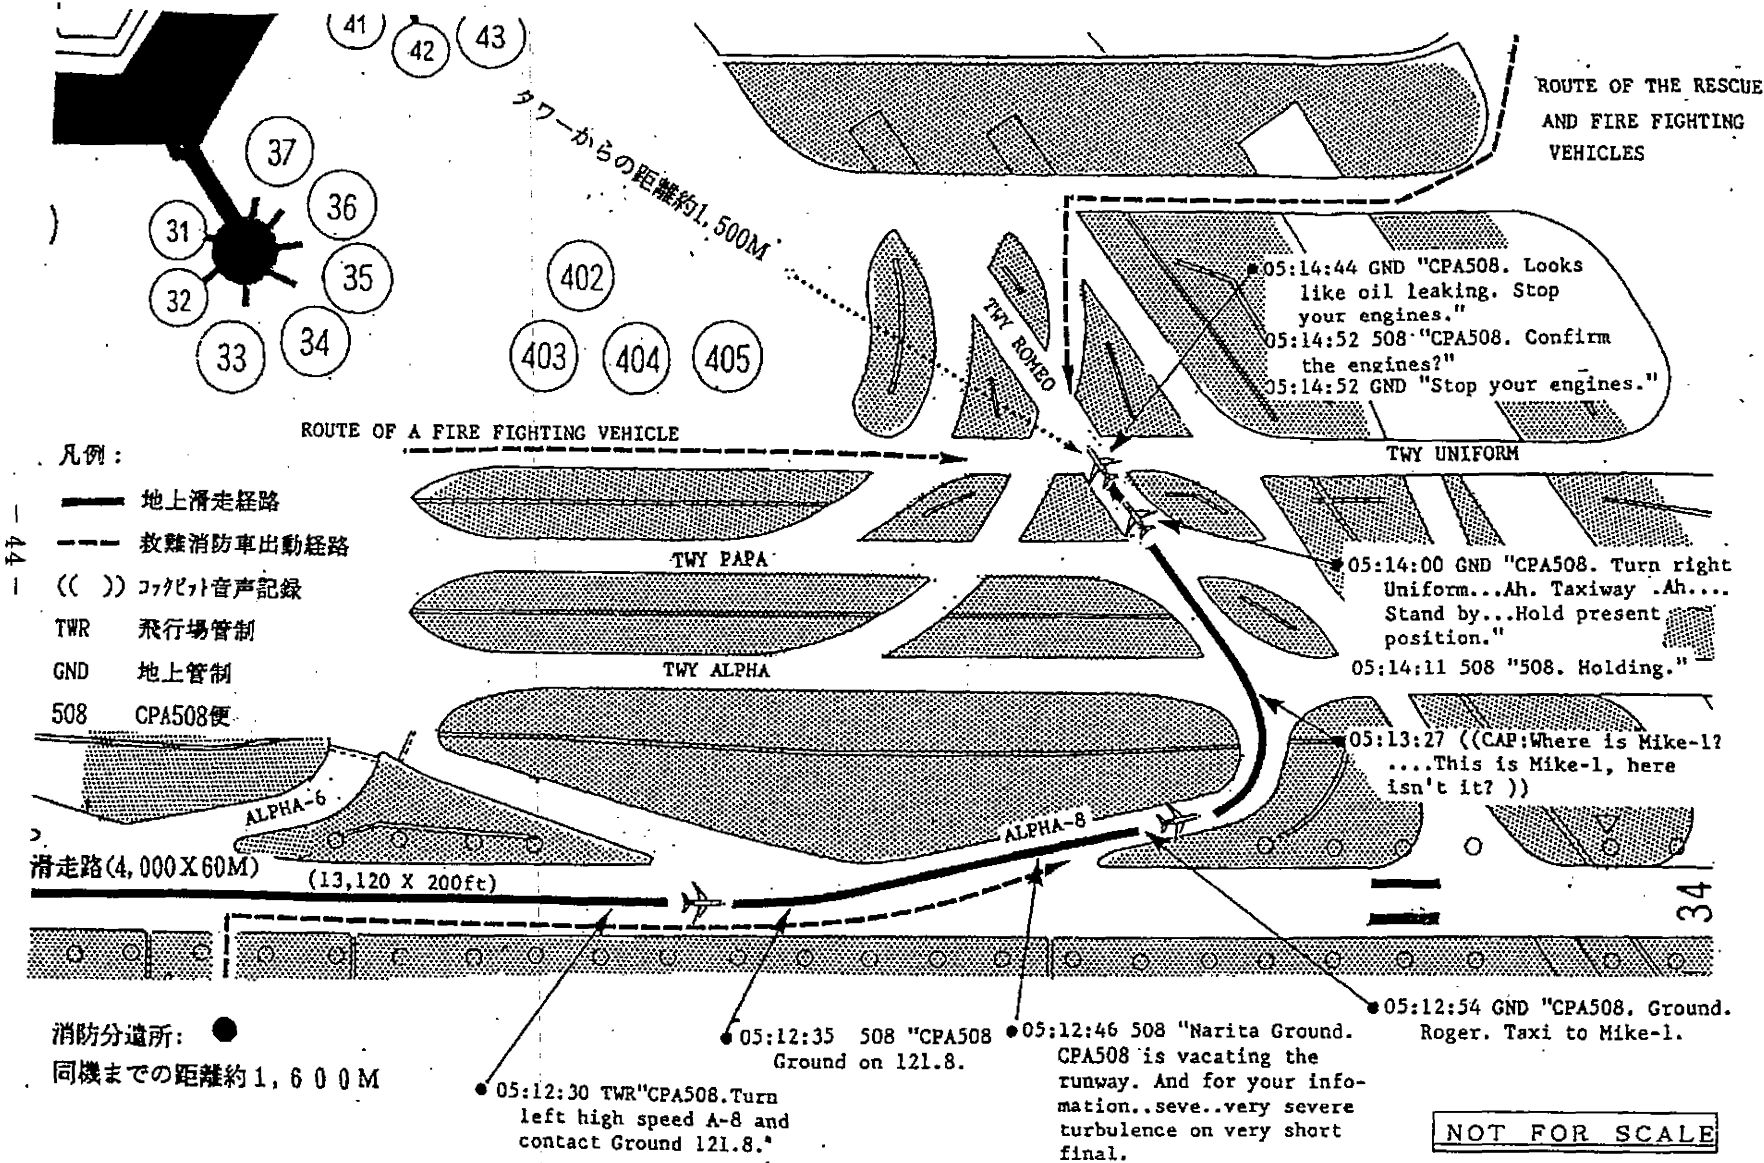 41
42
43
37
36
31
35
32
34
33
402
403
404
405
タワーからの距離約1,500M
ROUTE OF THE RESCUE
AND FIRE FIGHTING
VEHICLES
TWY ROMEO
05:14:44 GND "CPA508. Looks
like oil leaking. Stop
your engines."
05:14:52 508 "CPA508. Confirm
the engines?"
05:14:52 GND "Stop your engines."
ROUTE OF A FIRE FIGHTING VEHICLE
TWY UNIFORM
凡例:
地上滑走経路
救難消防車出動経路
(( )) コックピット音声記録
TWR 飛行場管制
GND 地上管制
508 CPA508便
- 44 -
TWY PAPA
TWY ALPHA
05:14:00 GND "CPA508. Turn right
Uniform...Ah. Taxiway .Ah....
Stand by...Hold present
position."
05:14:11 508 "508. Holding."
05:13:27 ((CAP:Where is Mike-1?
....This is Mike-1, here
isn't it? ))
ALPHA-6
ALPHA-8
滑走路(4,000X60M)
(13,120 X 200ft)
34
消防分遣所:
同機までの距離約1,600M
05:12:30 TWR"CPA508.Turn
left high speed A-8 and
contact Ground 121.8."
05:12:35 508 "CPA508
Ground on 121.8.
05:12:46 508 "Narita Ground.
CPA508 is vacating the
runway. And for your info-
mation..seve..very severe
turbulence on very short
final.
05:12:54 GND "CPA508. Ground.
Roger. Taxi to Mike-1.
NOT FOR SCALE